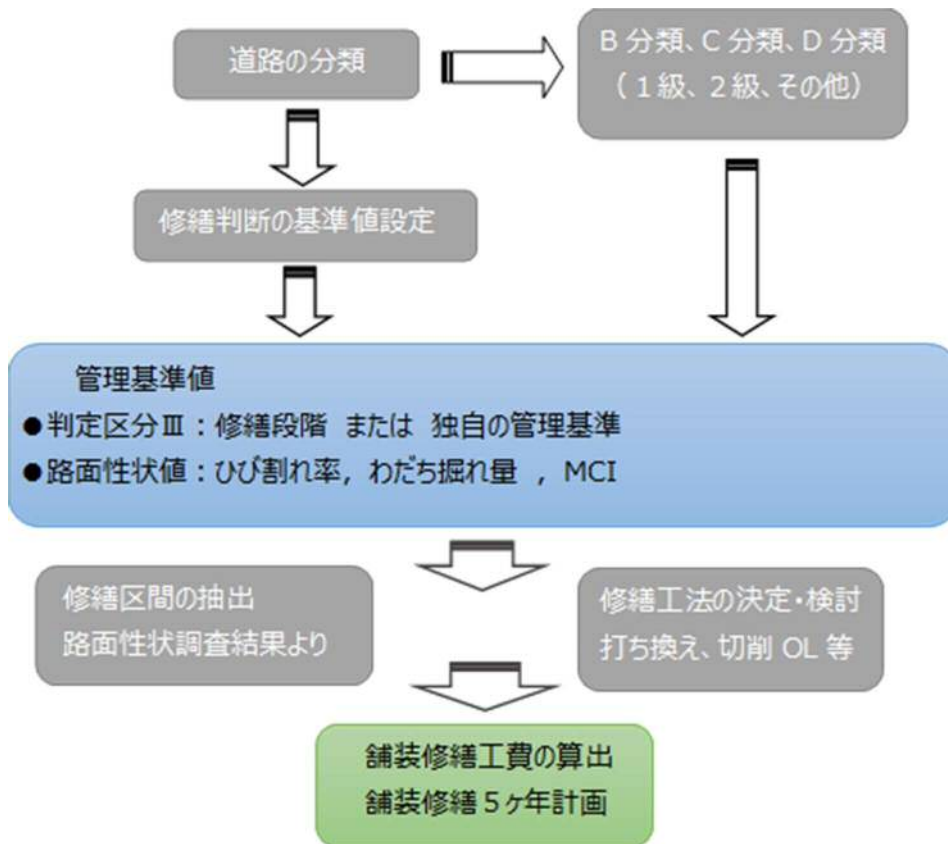 道路の分類
B 分類、C 分類、D 分類
(1級、2級、その他)
修繕判断の基準値設定
管理基準値
●判定区分Ⅲ:修繕段階 または 独自の管理基準
●路面性状値:ひび割れ率, わだち掘れ量 , MCI
修繕区間の抽出
路面性状調査結果より
修繕工法の決定・検討
打ち換え、切削 OL 等
舗装修繕工費の算出
舗装修繕5ヶ年計画